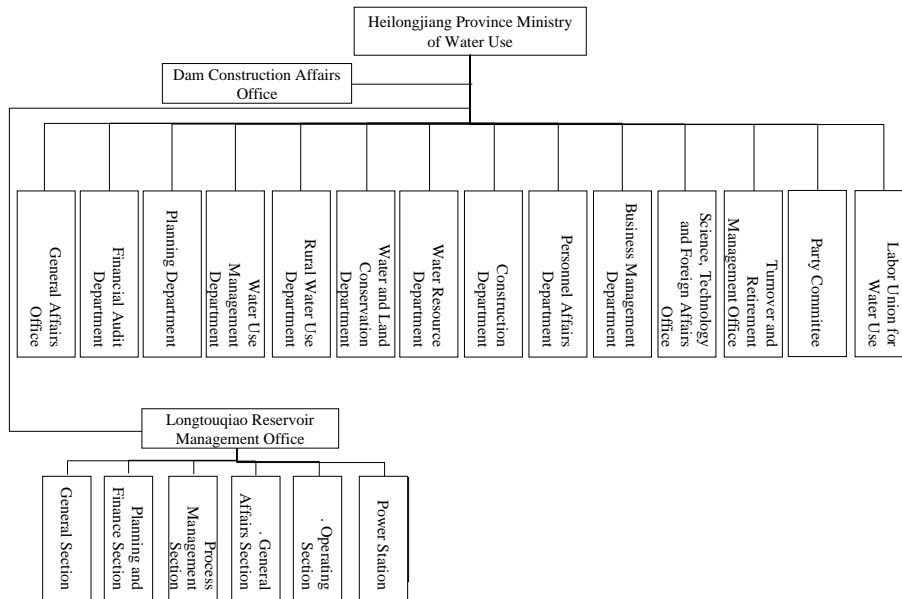 Heilongjiang Province Ministry
of Water Use
Dam Construction Affairs
Office
General Affairs
Office
Financial Audit
Department
Planning Department
Water Use
Management
Department
Rural Water Use
Department
Water and Land
Conservation
Department
Water Resource
Department
Construction
Department
Personnel Affairs
Department
Business Management
Department
Science, Technology
and Foreign Affairs
Office
Turnover and
Retirement
Management Office
Party Committee
Labor Union for
Water Use
Longtouqiao Reservoir
Management Office
General Section
Planning and
Finance Section
Process
Management
Section
. General
Affairs Section
. Operating
Section
Power Station